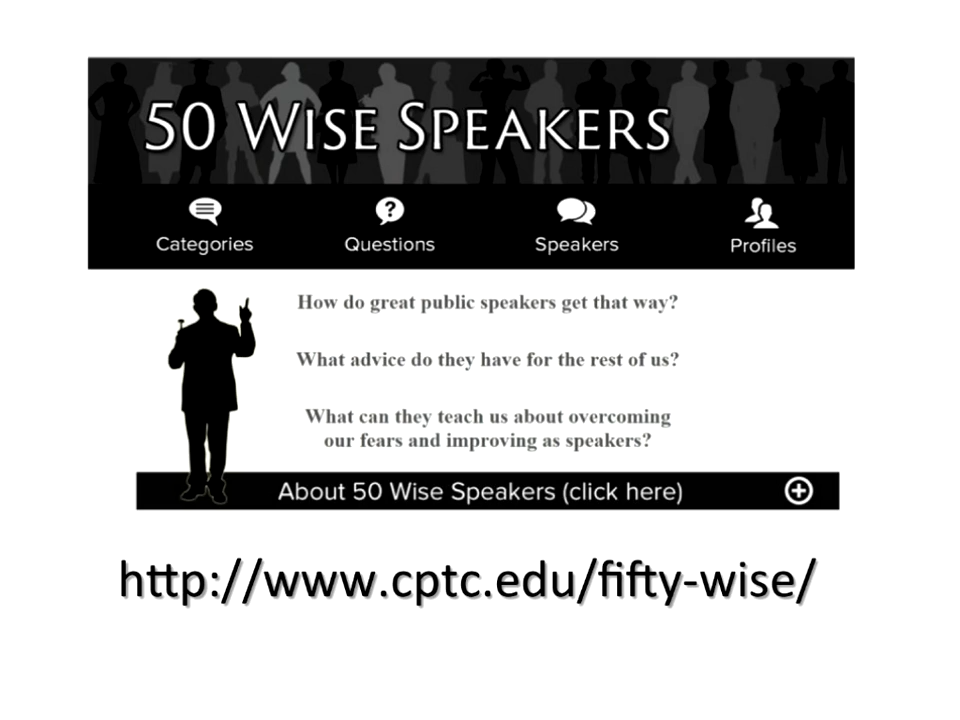 50 WISE SPEAKERS
Categories Questions Speakers Profiles
How do great public speakers get that way?
What advice do they have for the rest of us?
What can they teach us about overcoming
our fears and improving as speakers?
About 50 Wise Speakers (click here)
http://www.cptc.edu/fifty-wise/